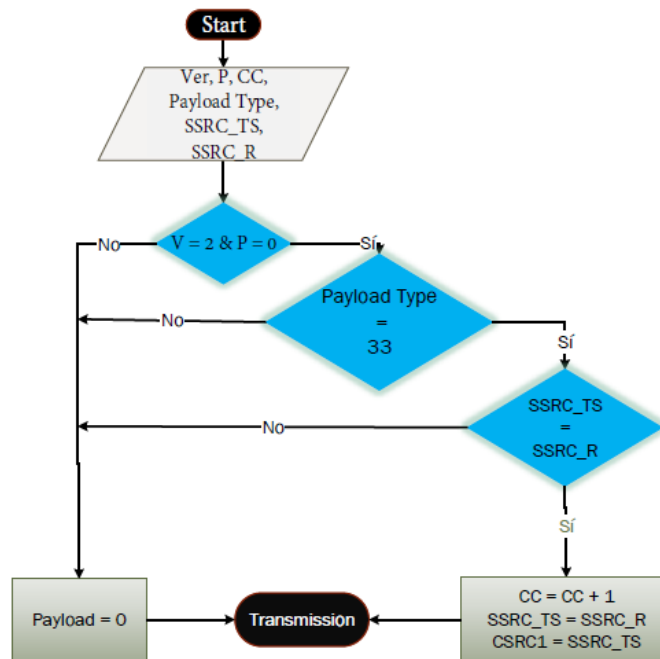 Start
Ver, P, CC,
Payload Type,
SSRC_TS,
SSRC_R
No
V = 2 & P = 0
Sí
Payload Type
=
33
No
Sí
SSRC_TS
=
SSRC_R
No
Sí
Payload = 0
Transmissión
CC = CC + 1
SSRC_TS = SSRC_R
CSRC1 = SSRC_TS